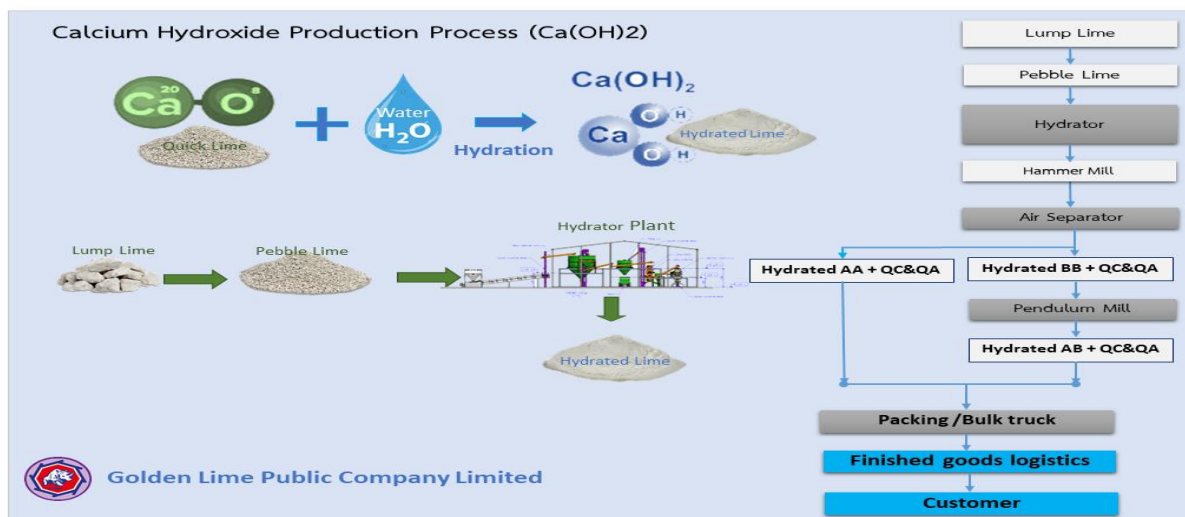 Calcium Hydroxide Production Process (Ca(OH)2)
20
Ca
8
O
Quick Lime
Water
H₂O
Hydration
Ca(OH)₂
Ca
O H
O H
Hydrated Lime
Lump Lime
Pebble Lime
Hydrator Plant
Hydrated Lime
Golden Lime Public Company Limited
Lump Lime
Pebble Lime
Hydrator
Hammer Mill
Air Separator
Hydrated AA + QC&QA
Hydrated BB + QC&QA
Pendulum Mill
Hydrated AB + QC&QA
Packing /Bulk truck
Finished goods logistics
Customer